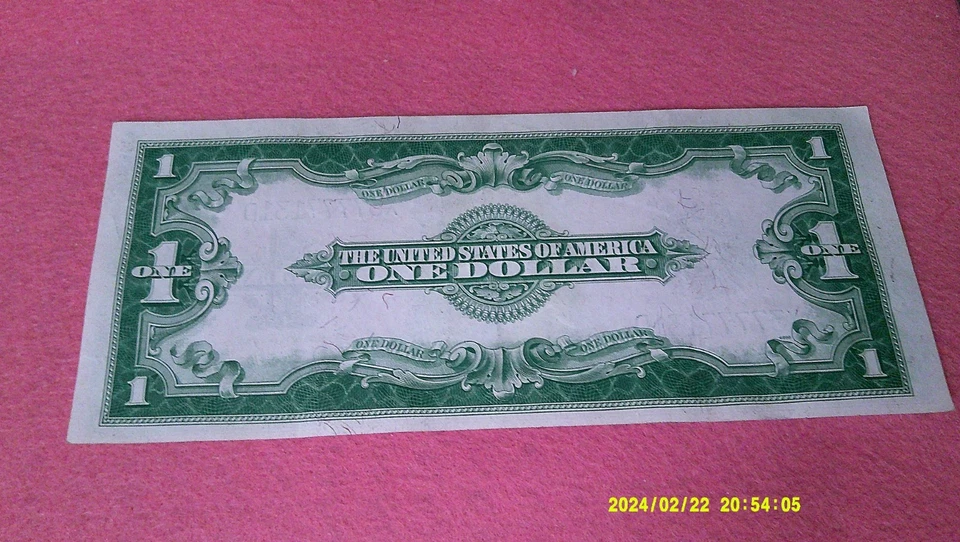 1 1
ONE DOLLAR ONE DOLLAR
THE UNITED STATES OF AMERICA
1 ONE 1 ONE
ONE DOLLAR
ONE DOLLAR ONE DOLLAR
1 1
2024/02/22 20:54:05